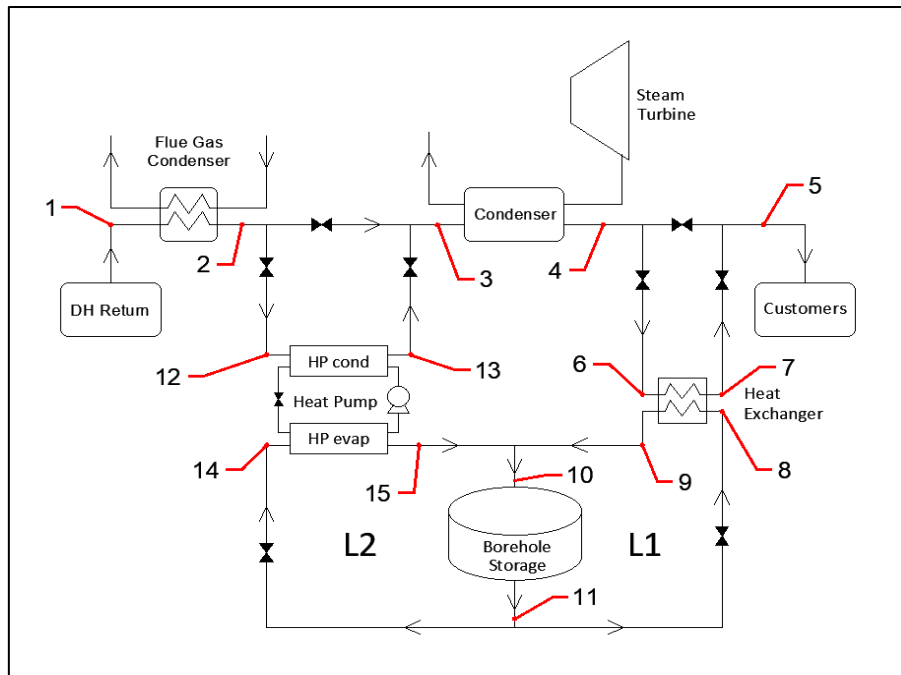 Steam
Turbine
Flue Gas
Condenser
1
5
Condenser
2
3
4
DH Return
Customers
12
HP cond
13
6
7
Heat Pump
Heat
Exchanger
14
HP evap
15
9
8
10
L2
L1
Borehole
Storage
11